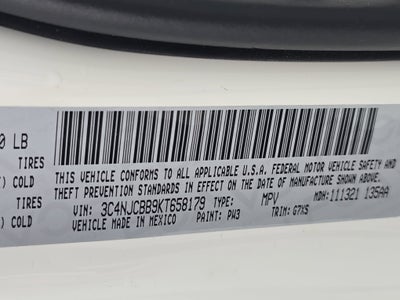 0 LB
TIRES
COLD
TIRES
COLD
THIS VEHICLE CONFORMS TO ALL APPLICABLE U.S.A. FEDERAL MOTOR VEHICLE SAFETY AND
THEFT PREVENTION STANDARDS IN EFFECT ON THE DATE OF MANUFACTURE SHOWN ABOVE.
VIN: 3C4NJCBB9KT658179 TYPE: MPV MDH: 111321 135AA
VEHICLE MADE IN MEXICO PAINT: PW3 TRIM: G7XS